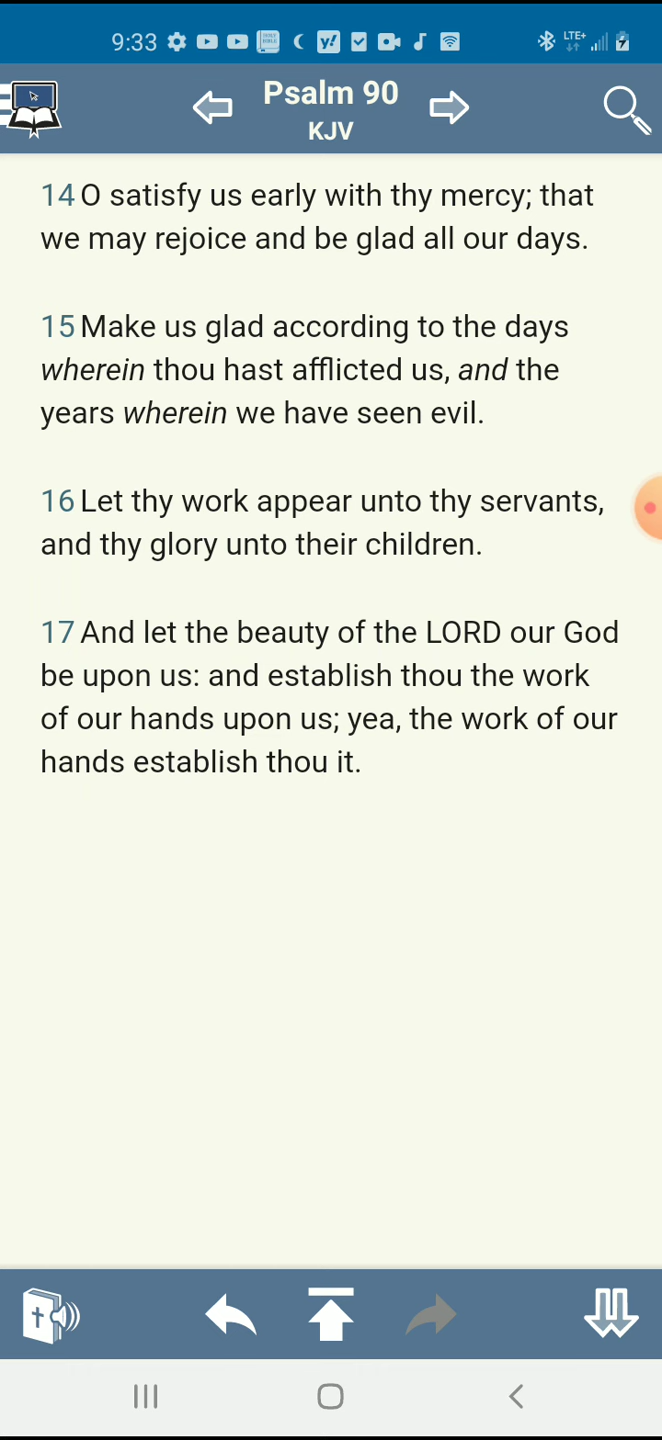 9:33
LTE+
Psalm 90
KJV
14 O satisfy us early with thy mercy; that
we may rejoice and be glad all our days.
15 Make us glad according to the days
wherein thou hast afflicted us, and the
years wherein we have seen evil.
16 Let thy work appear unto thy servants,
and thy glory unto their children.
17 And let the beauty of the LORD our God
be upon us: and establish thou the work
of our hands upon us; yea, the work of our
hands establish thou it.